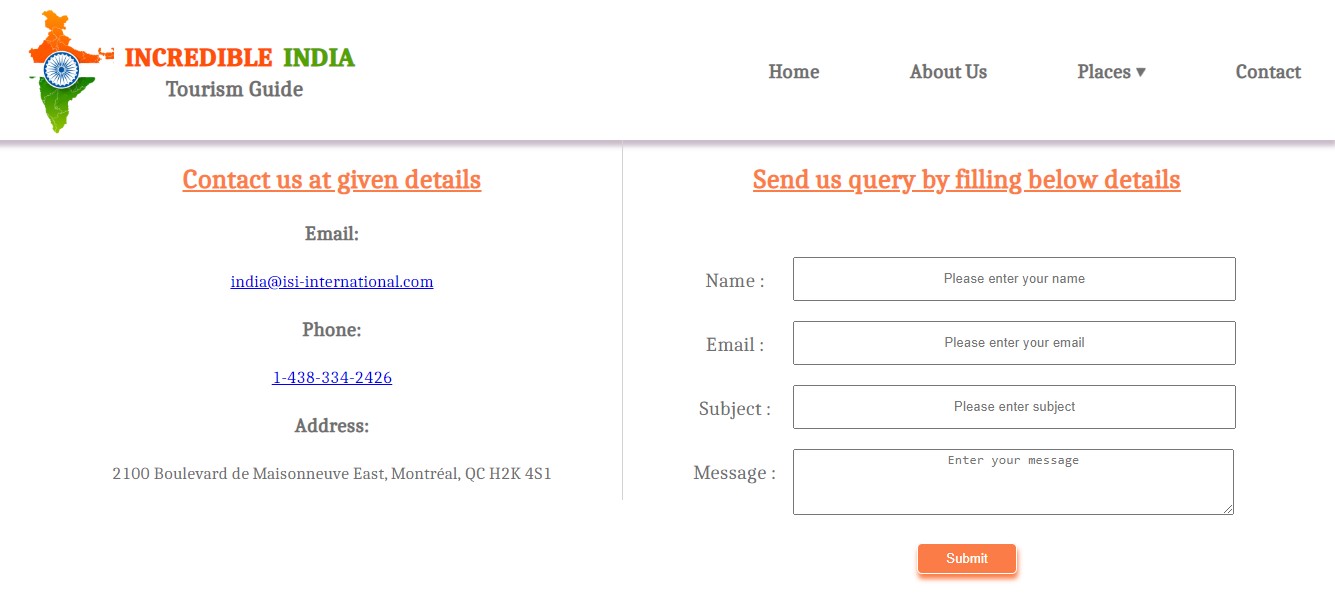 INCREDIBLE INDIA
Tourism Guide
Home About Us Places ▾ Contact
Contact us at given details
Email:
india@isi-international.com
Phone:
1-438-334-2426
Address:
2100 Boulevard de Maisonneuve East, Montréal, QC H2K 4S1
Send us query by filling below details
Name : Please enter your name
Email : Please enter your email
Subject : Please enter subject
Message : Enter your message
Submit